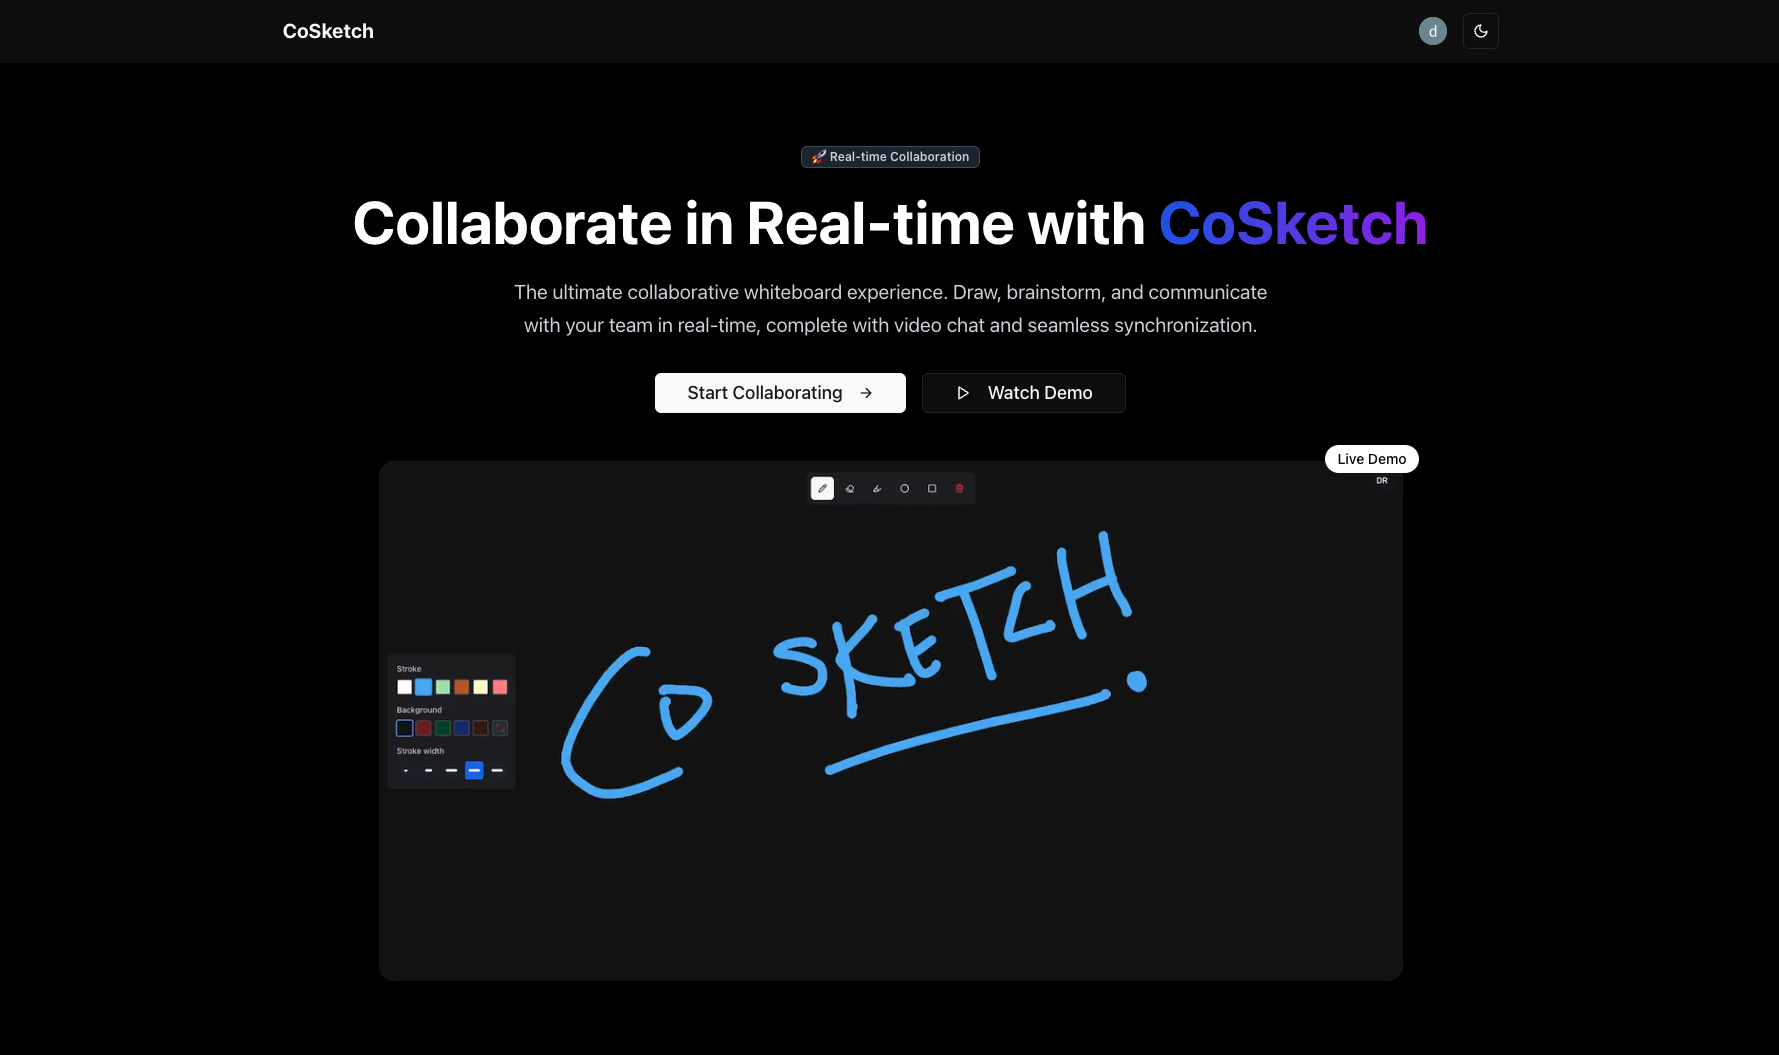 CoSketch
d
🚀 Real-time Collaboration
Collaborate in Real-time with CoSketch
The ultimate collaborative whiteboard experience. Draw, brainstorm, and communicate
with your team in real-time, complete with video chat and seamless synchronization.
Start Collaborating →
Watch Demo
Live Demo
DR
CO SKETCH.
Stroke
Background
Stroke width